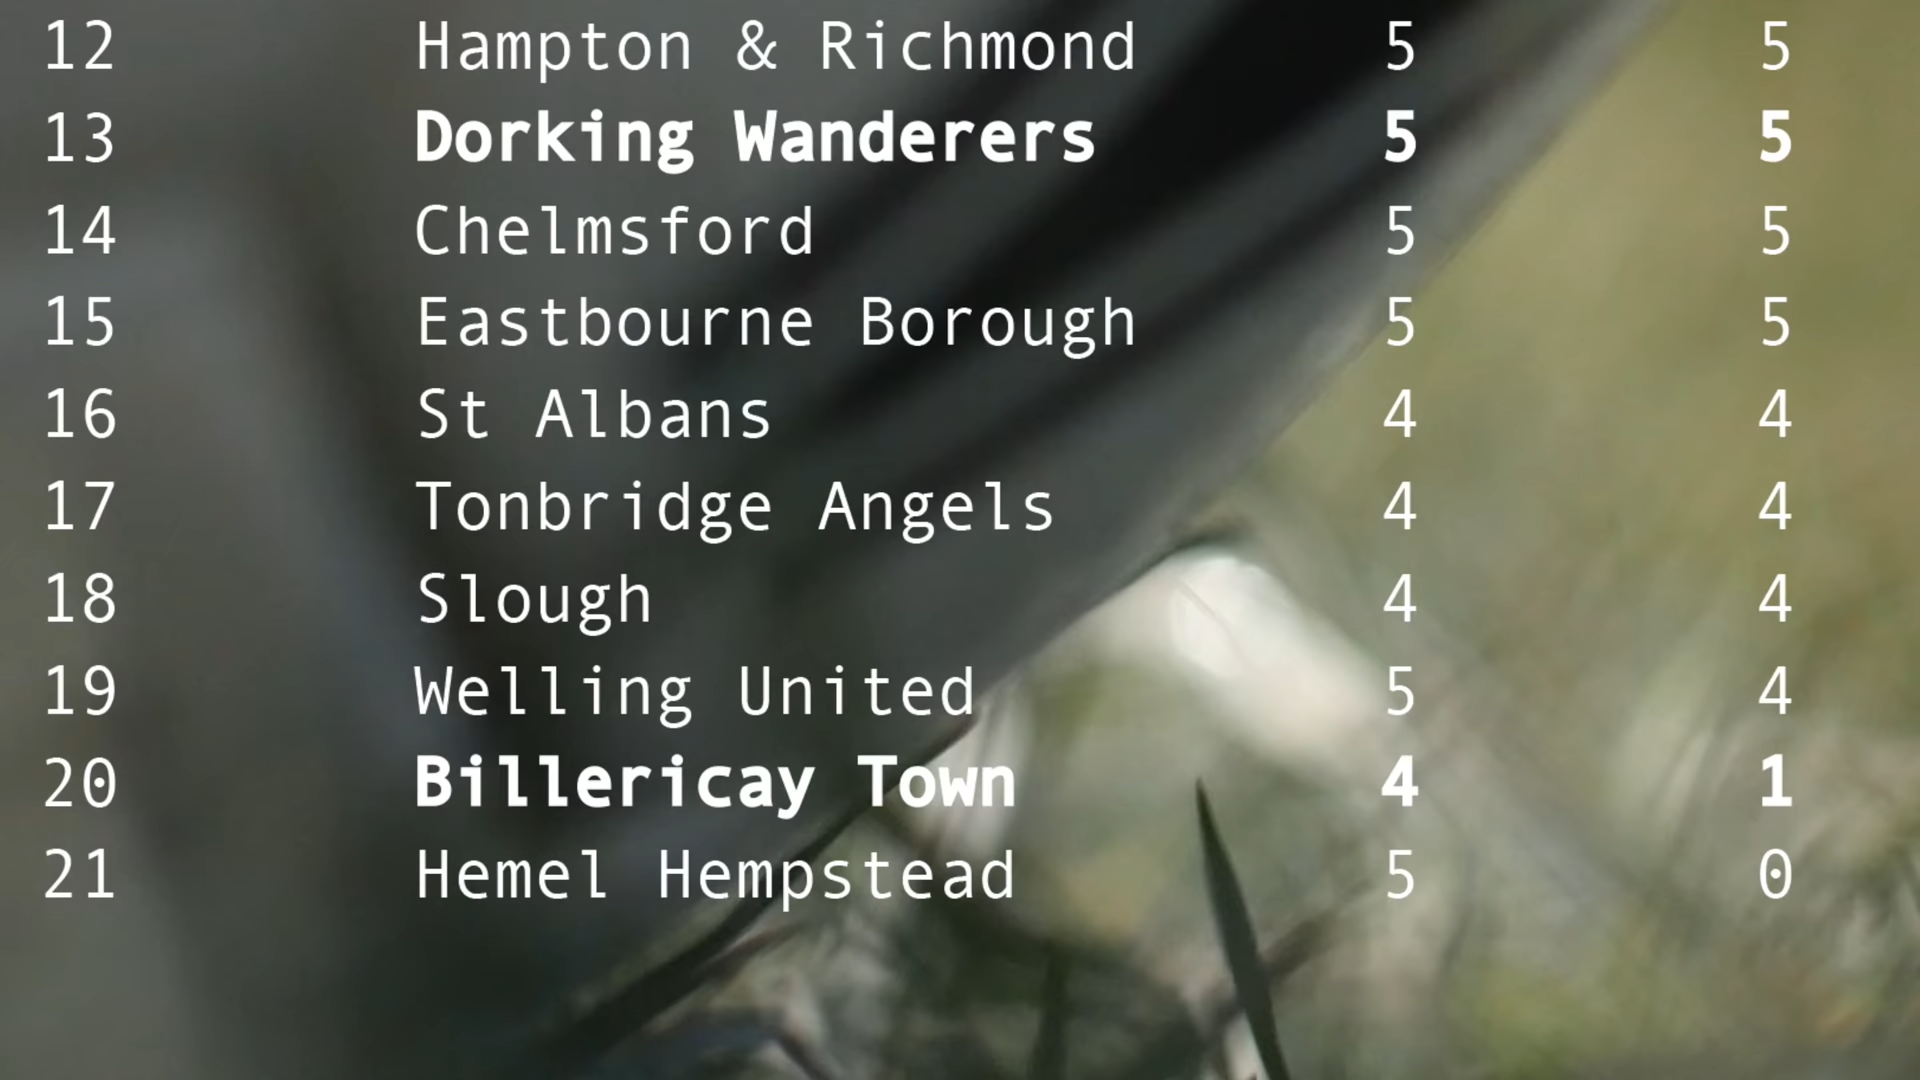 12 Hampton & Richmond 5 5
13 Dorking Wanderers 5 5
14 Chelmsford 5 5
15 Eastbourne Borough 5 5
16 St Albans 4 4
17 Tonbridge Angels 4 4
18 Slough 4 4
19 Welling United 5 4
20 Billericay Town 4 1
21 Hemel Hempstead 5 0